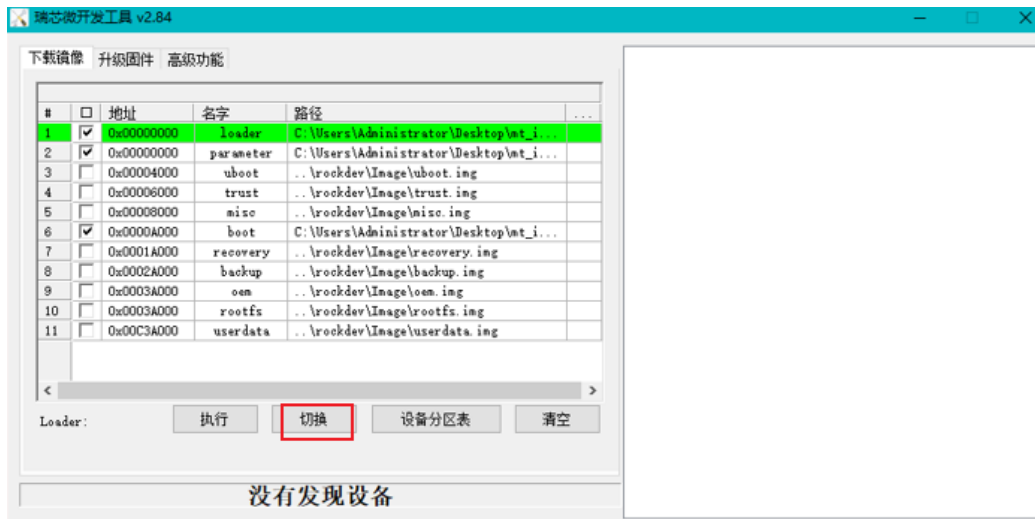 瑞芯微开发工具 v2.84
下载镜像 升级固件 高级功能
# 地址 名字 路径 ...
1 0x00000000 loader C:\Users\Administrator\Desktop\mt_i...
2 0x00000000 parameter C:\Users\Administrator\Desktop\mt_i...
3 0x00004000 uboot ..\rockdev\Image\uboot.img
4 0x00006000 trust ..\rockdev\Image\trust.img
5 0x00008000 misc ..\rockdev\Image\misc.img
6 0x0000A000 boot C:\Users\Administrator\Desktop\mt_i...
7 0x0001A000 recovery ..\rockdev\Image\recovery.img
8 0x0002A000 backup ..\rockdev\Image\backup.img
9 0x0003A000 oem ..\rockdev\Image\oem.img
10 0x0003A000 rootfs ..\rockdev\Image\rootfs.img
11 0x00C3A000 userdata ..\rockdev\Image\userdata.img
Loader: 执行 切换 设备分区表 清空
没有发现设备